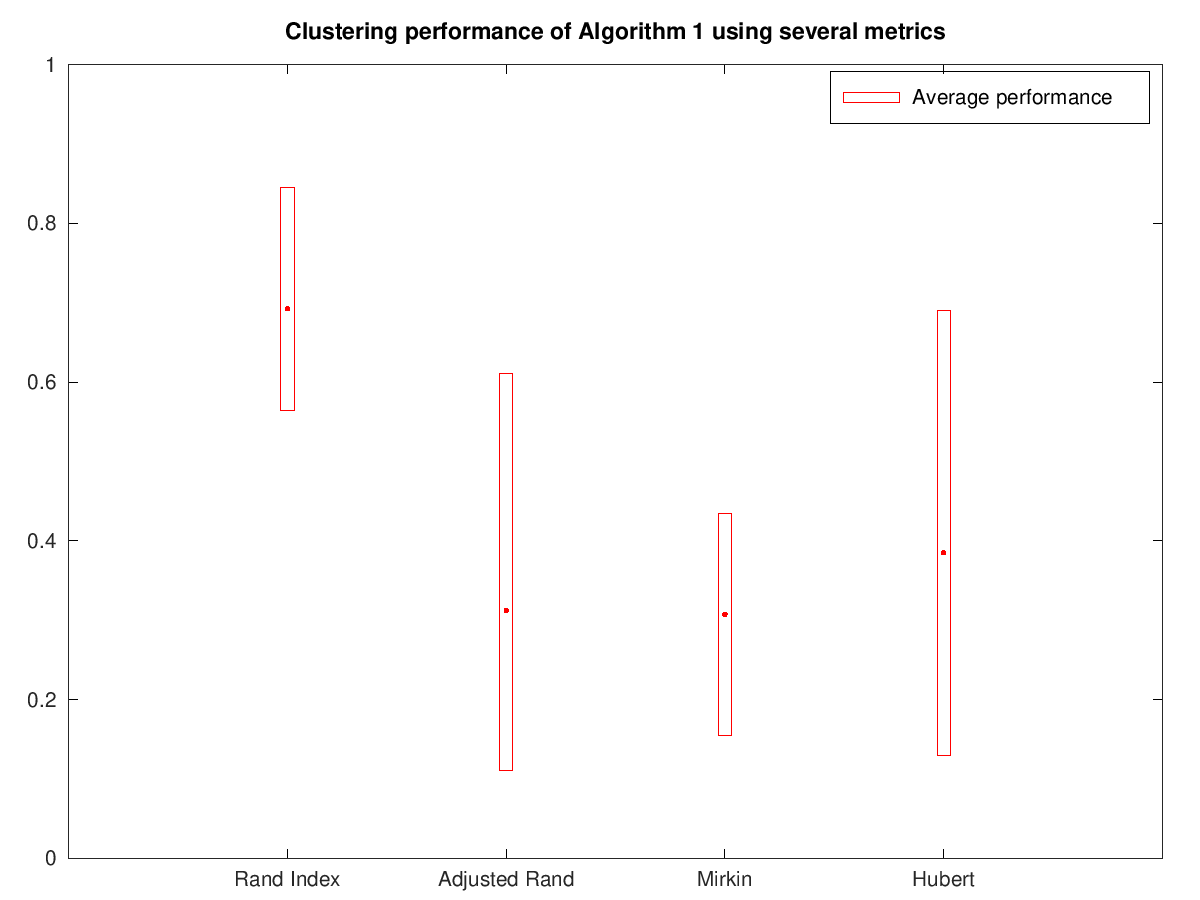 Clustering performance of Algorithm 1 using several metrics
1
Average performance
0.8
0.6
0.4
0.2
0
Rand Index Adjusted Rand Mirkin Hubert